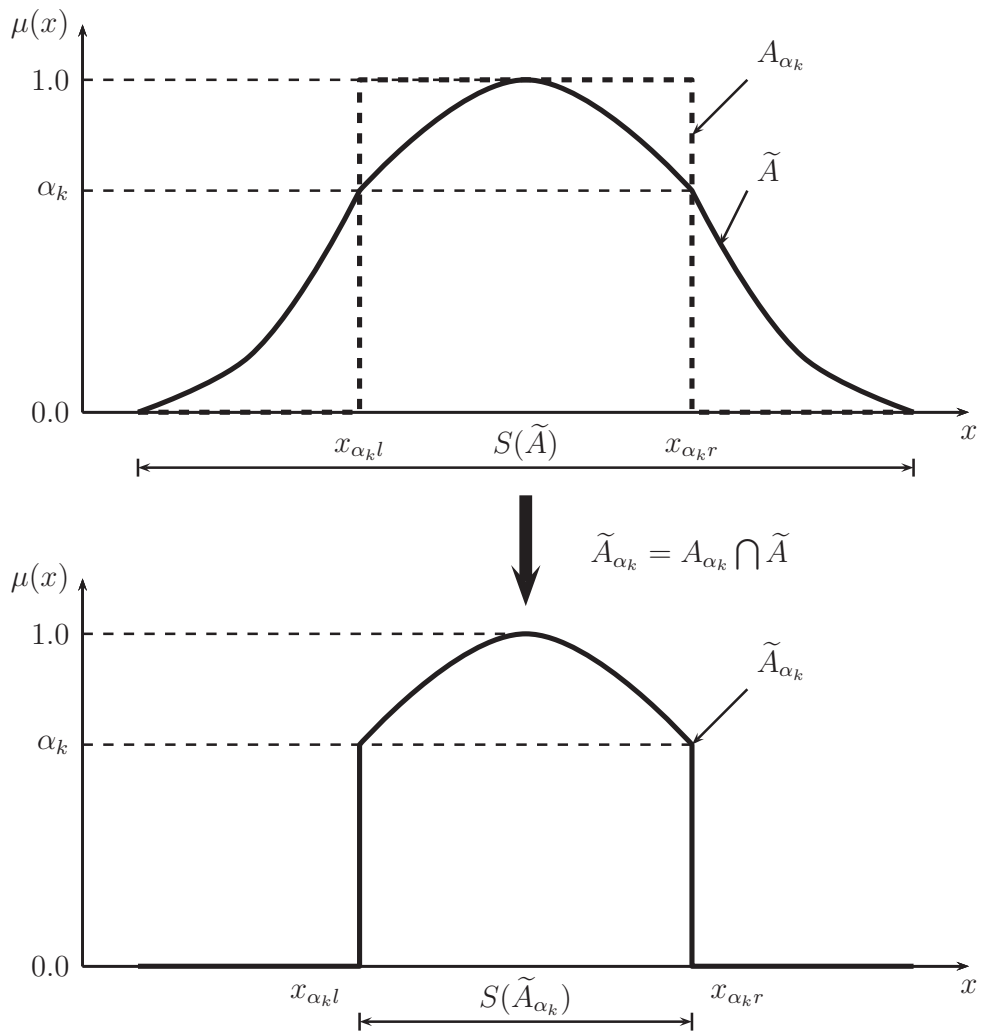 μ(x)
A_{α_k}
1.0
Ã
α_k
0.0
x_{α_k l} S(Ã) x_{α_k r} x
Ã_{α_k} = A_{α_k} ⋂ Ã
μ(x)
1.0
Ã_{α_k}
α_k
0.0
x_{α_k l} S(Ã_{α_k}) x_{α_k r} x